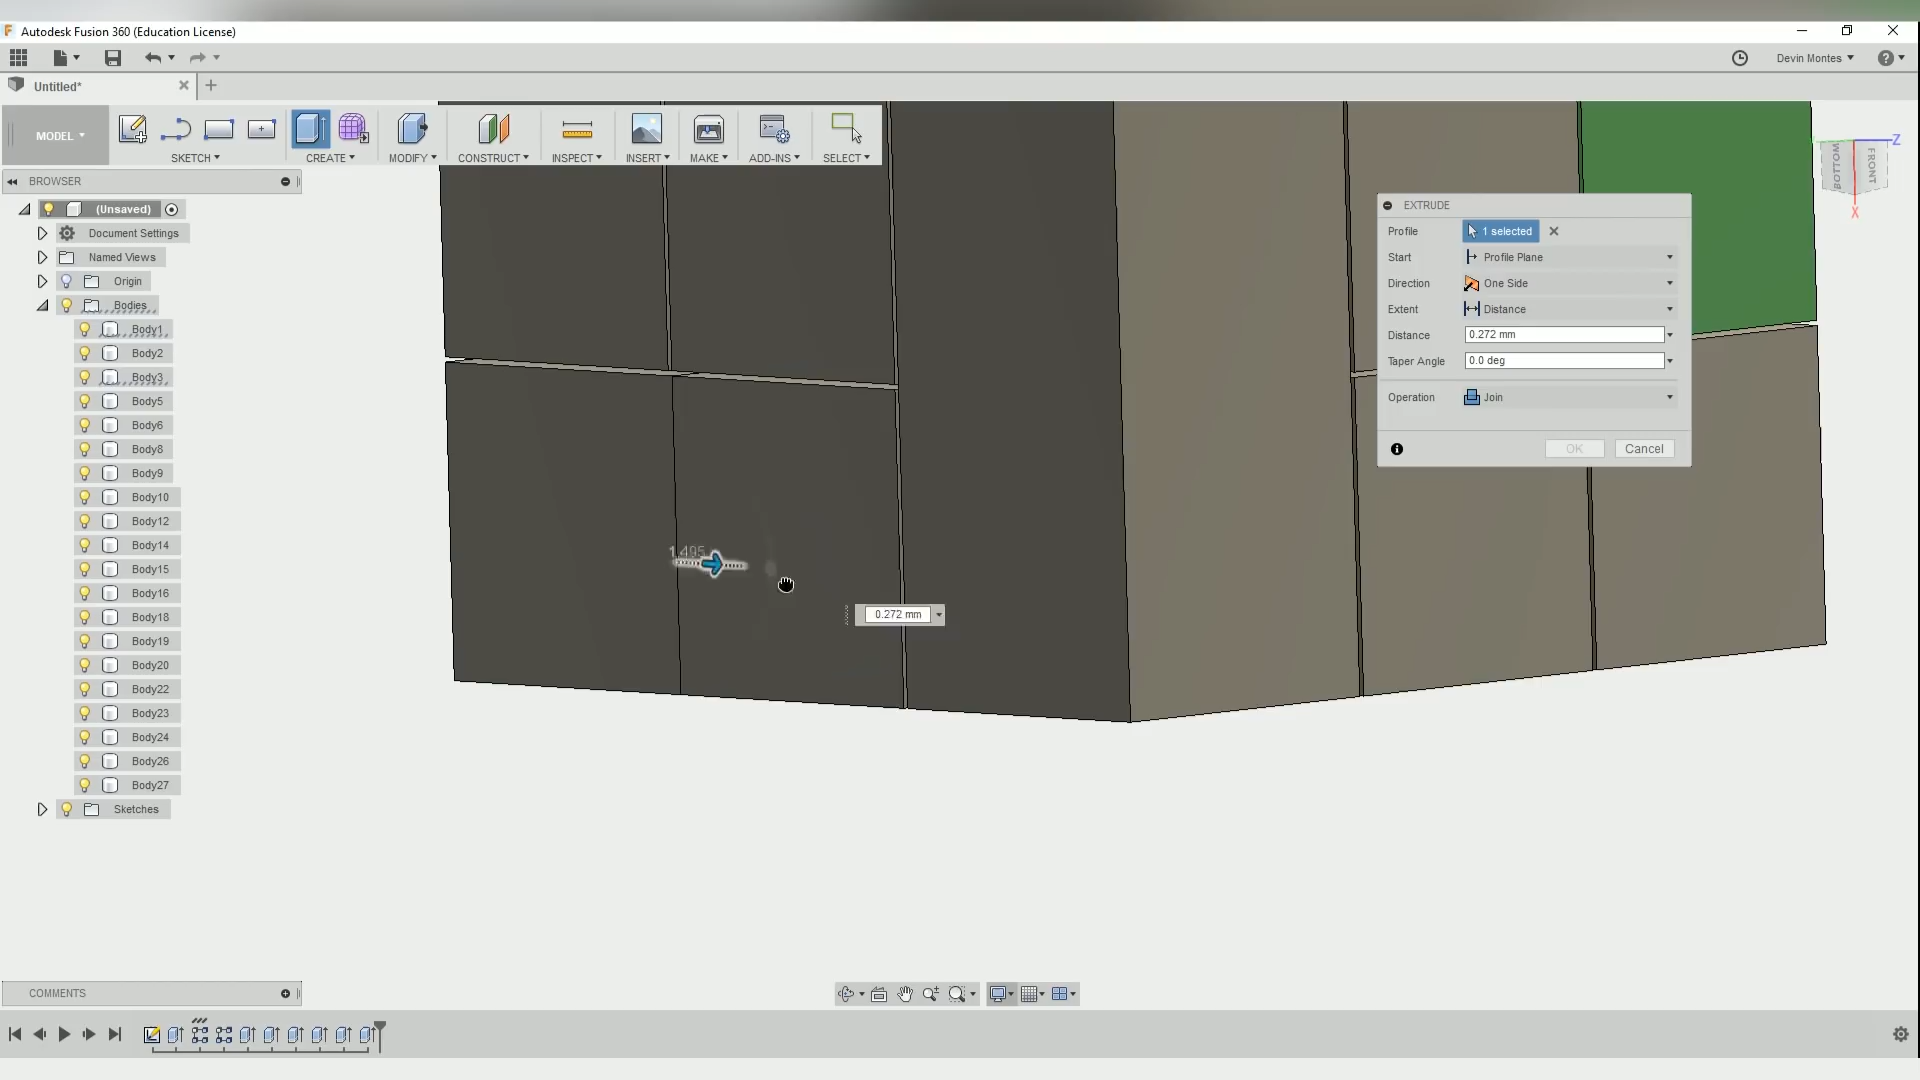 Autodesk Fusion 360 (Education License)
Devin Montes
Untitled*
MODEL
SKETCH
CREATE
MODIFY
CONSTRUCT
INSPECT
INSERT
MAKE
ADD-INS
SELECT
BROWSER
(Unsaved)
Document Settings
Named Views
Origin
Bodies
Body1
Body2
Body3
Body5
Body6
Body8
Body9
Body10
Body12
Body14
Body15
Body16
Body18
Body19
Body20
Body22
Body23
Body24
Body26
Body27
Sketches
1.495
0.272 mm
EXTRUDE
Profile 1 selected
Start Profile Plane
Direction One Side
Extent Distance
Distance 0.272 mm
Taper Angle 0.0 deg
Operation Join
OK Cancel
Z
BOTTOM
FRONT
X
COMMENTS